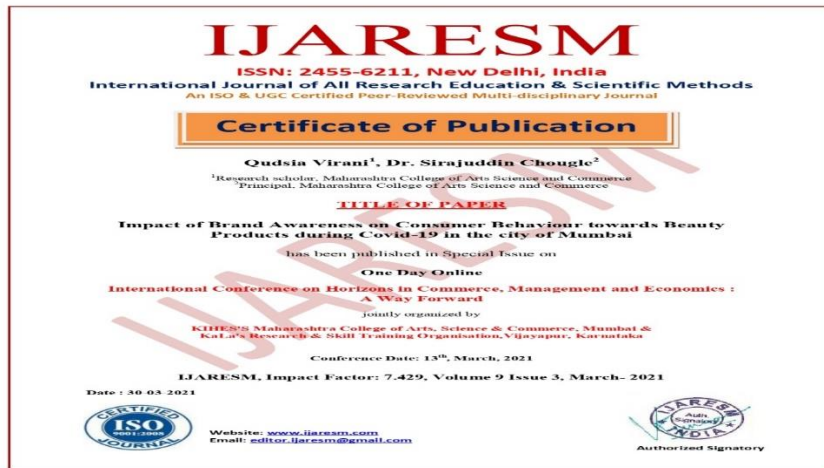 IJARESM
ISSN: 2455-6211, New Delhi, India
International Journal of All Research Education & Scientific Methods
An ISO & UGC Certified Peer-Reviewed Multi-disciplinary Journal
Certificate of Publication
Qudsia Virani¹, Dr. Sirajuddin Chougle²
¹Research scholar, Maharashtra College of Arts Science and Commerce
²Principal, Maharashtra College of Arts Science and Commerce
TITLE OF PAPER
Impact of Brand Awareness on Consumer Behaviour towards Beauty
Products during Covid-19 in the city of Mumbai
has been published in Special Issue on
One Day Online
International Conference on Horizons in Commerce, Management and Economics :
A Way Forward
jointly organized by
KIHES'S Maharashtra College of Arts, Science & Commerce, Mumbai &
KaLa's Research & Skill Training Organisation,Vijayapur, Karnataka
Conference Date: 13th, March, 2021
IJARESM, Impact Factor: 7.429, Volume 9 Issue 3, March- 2021
Date : 30-03-2021
CERTIFIED
ISO
9001:2008
JOURNAL
Website: www.ijaresm.com
Email: editor.ijaresm@gmail.com
IJARESM
Auth.
Signatory
INDIA
Authorized Signatory
IJARESM